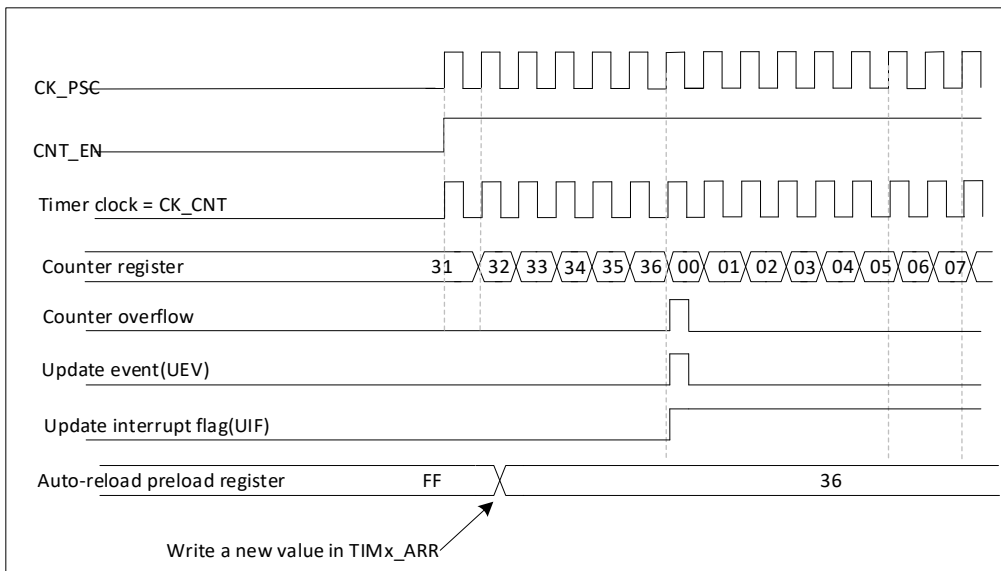 CK_PSC
CNT_EN
Timer clock = CK_CNT
Counter register 31 32 33 34 35 36 00 01 02 03 04 05 06 07
Counter overflow
Update event(UEV)
Update interrupt flag(UIF)
Auto-reload preload register FF 36
Write a new value in TIMx_ARR